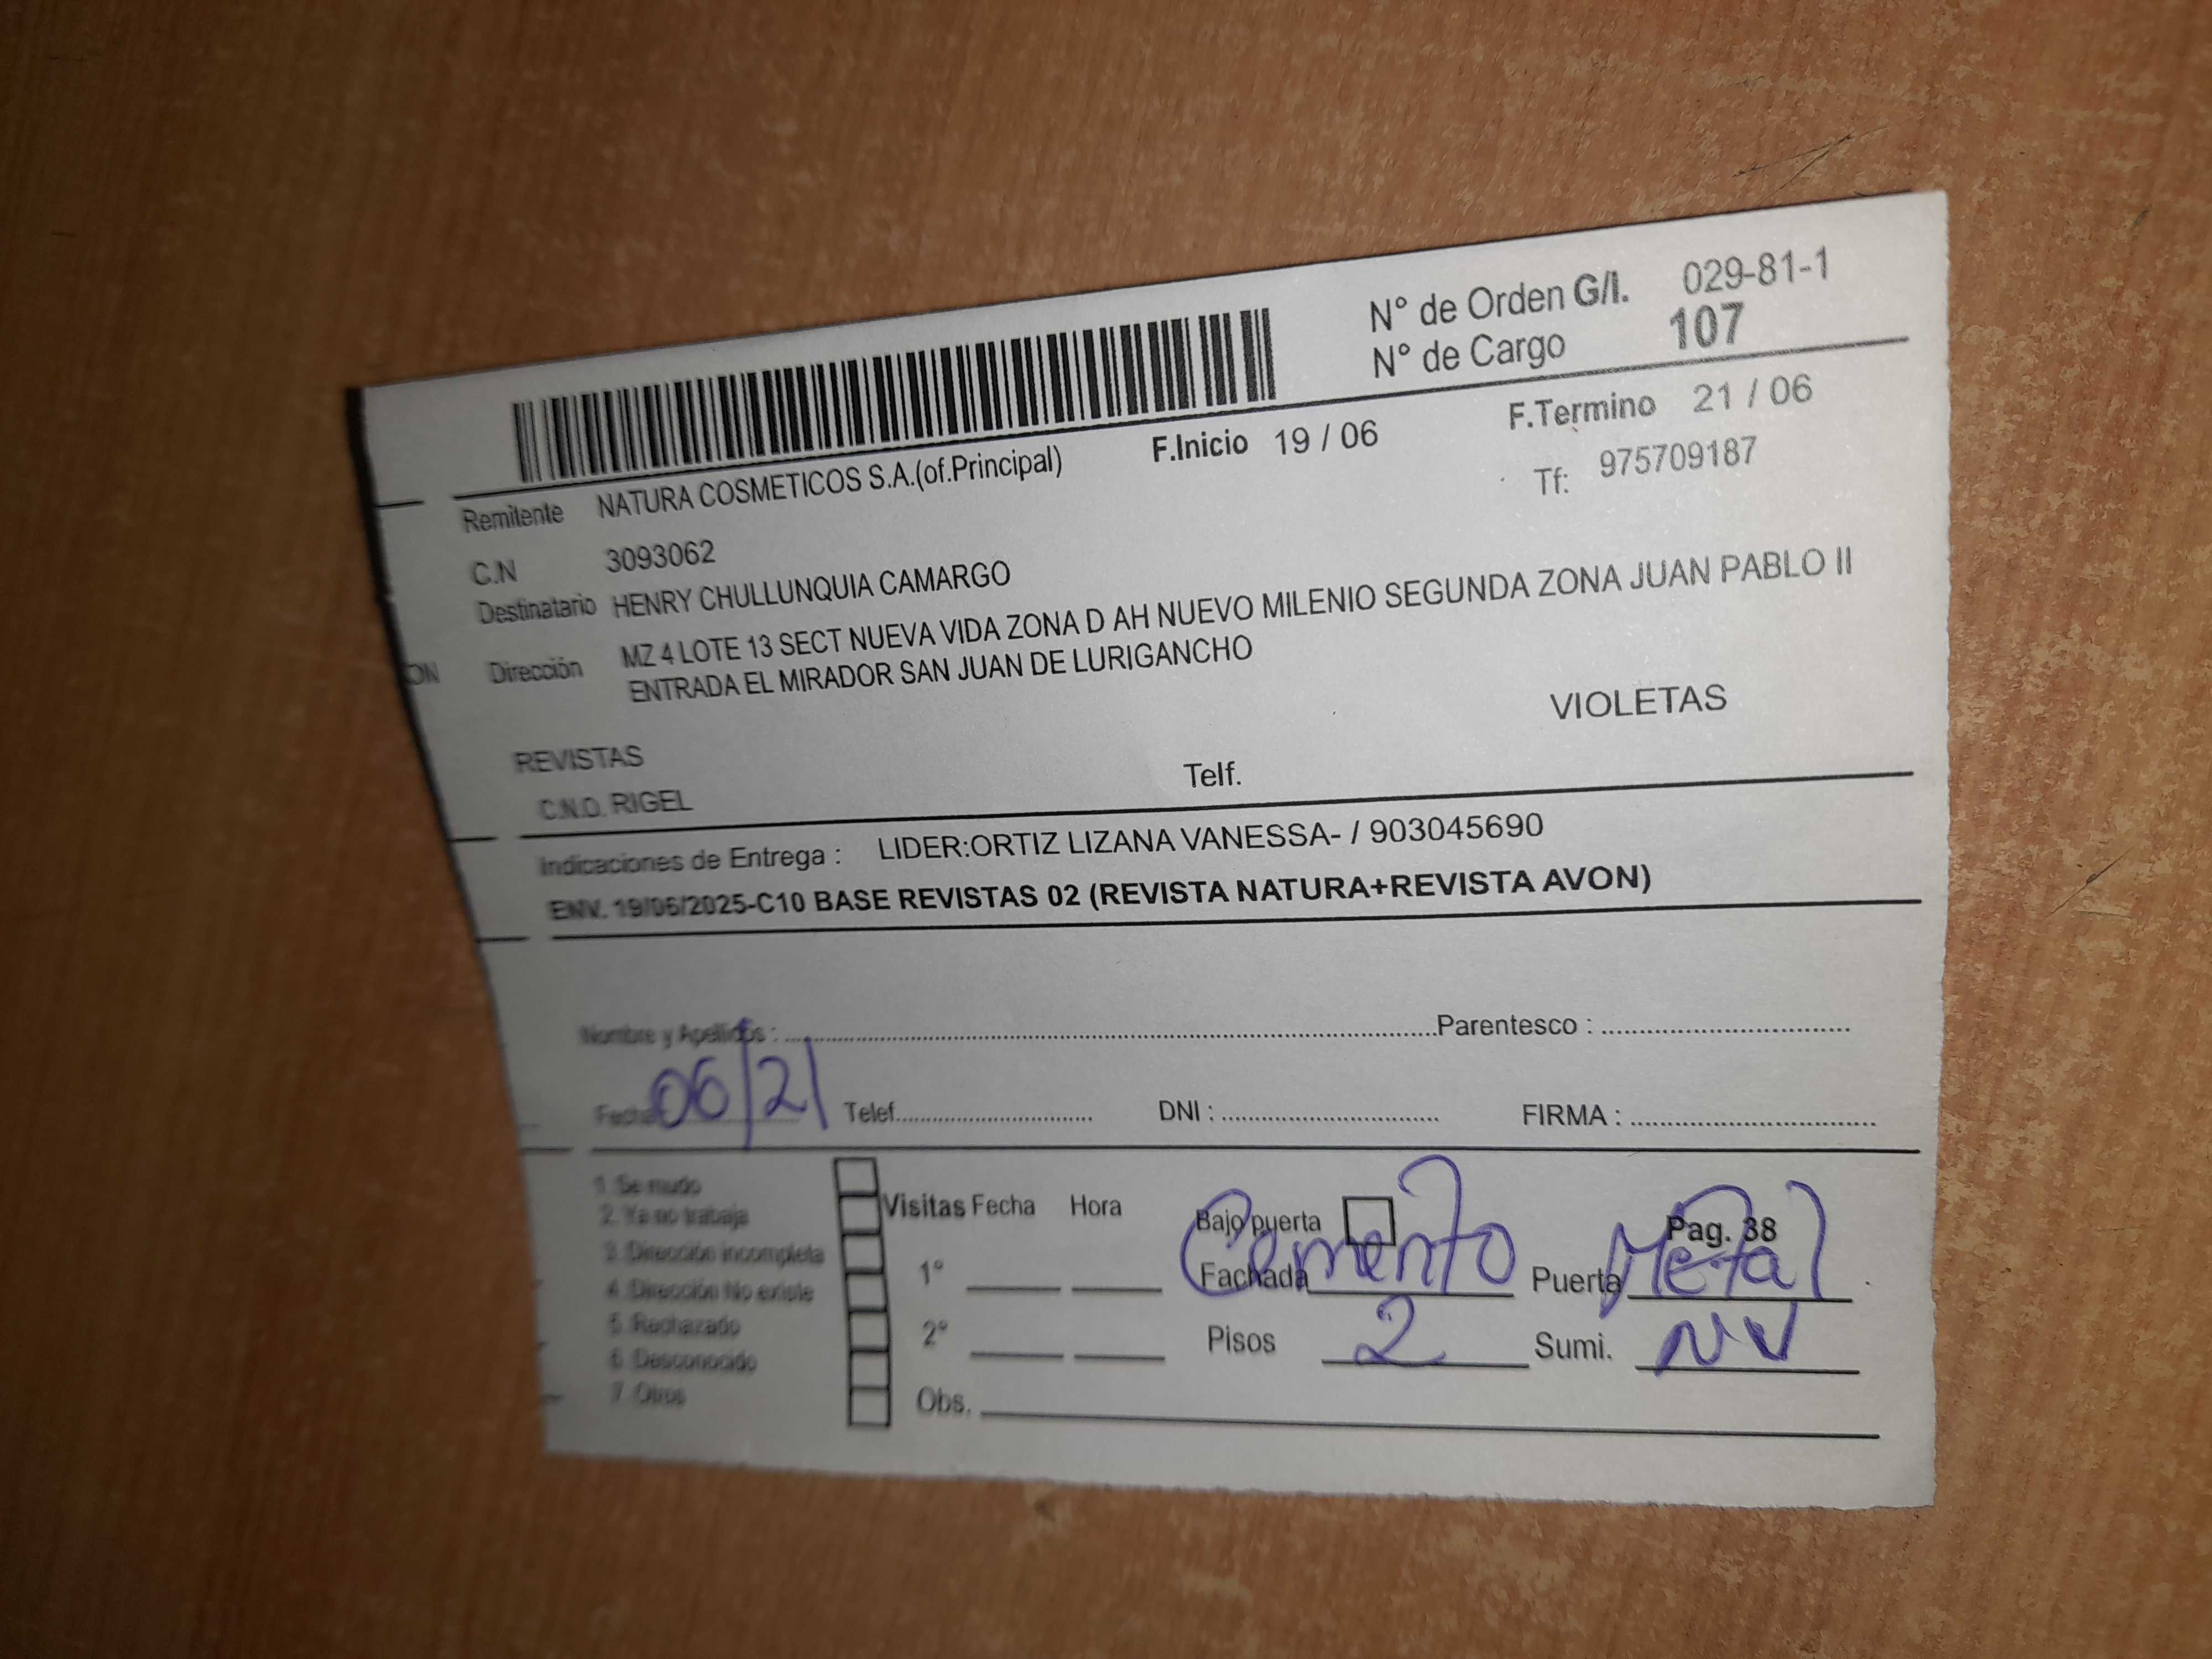 N° de Orden G/I. 029-81-1
N° de Cargo 107
F.Inicio 19 / 06 F.Termino 21 / 06
Remitente NATURA COSMETICOS S.A.(of.Principal) Tf: 975709187
C.N 3093062
Destinatario HENRY CHULLUNQUIA CAMARGO
ON Dirección MZ 4 LOTE 13 SECT NUEVA VIDA ZONA D AH NUEVO MILENIO SEGUNDA ZONA JUAN PABLO II
ENTRADA EL MIRADOR SAN JUAN DE LURIGANCHO
VIOLETAS
REVISTAS
C.N.O. RIGEL Telf.
Indicaciones de Entrega : LIDER:ORTIZ LIZANA VANESSA- / 903045690
ENV. 19/06/2025-C10 BASE REVISTAS 02 (REVISTA NATURA+REVISTA AVON)
Nombre y Apellidos : Parentesco :
Fecha 06/21 Telef. DNI : FIRMA :
1. Se mudo
2. Ya no trabaja
3. Dirección incompleta
4. Dirección No existe
5. Rechazado
6. Desconocido
7. Otros
Visitas Fecha Hora
1°
2°
Obs.
Bajo puerta Pag. 38
Fachada Cemento Puerta Metal
Pisos 2 Sumi. NV